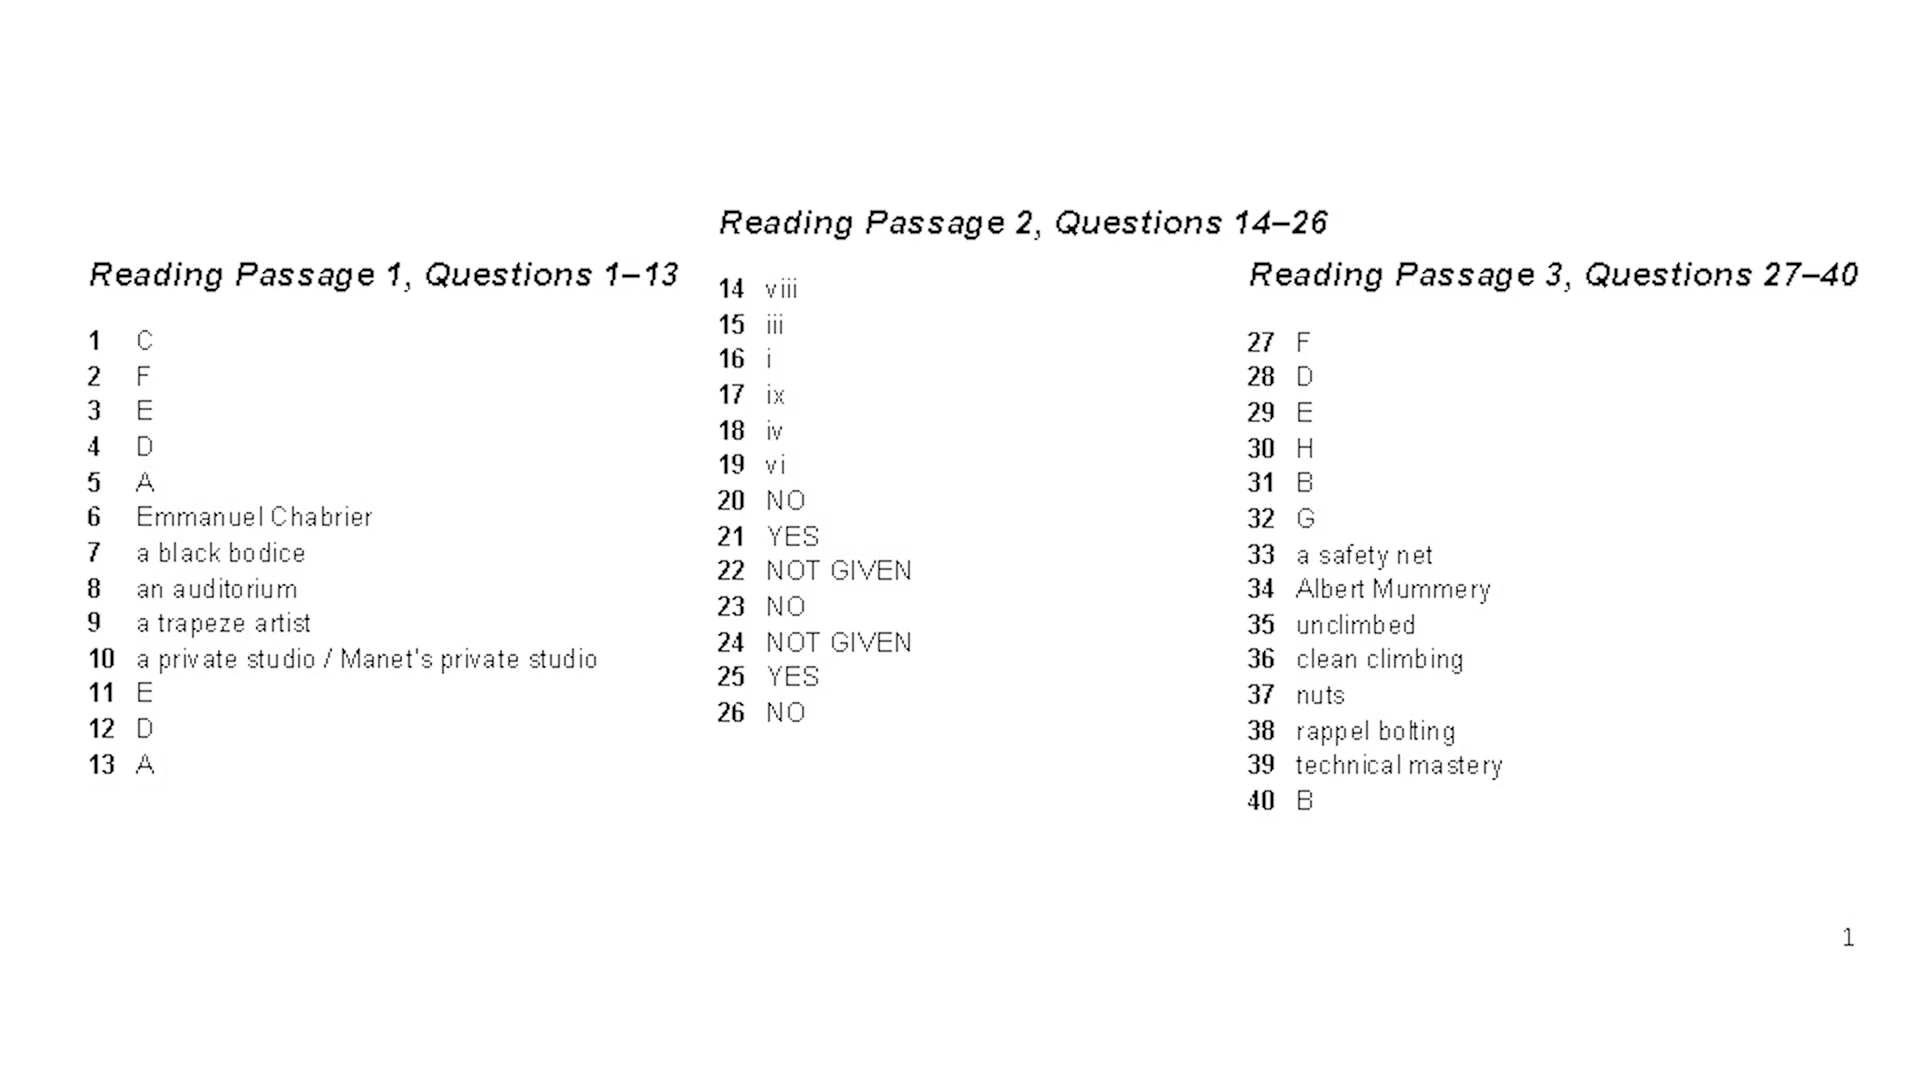 Reading Passage 1, Questions 1–13
1 C
2 F
3 E
4 D
5 A
6 Emmanuel Chabrier
7 a black bodice
8 an auditorium
9 a trapeze artist
10 a private studio / Manet's private studio
11 E
12 D
13 A
Reading Passage 2, Questions 14–26
14 viii
15 iii
16 i
17 ix
18 iv
19 vi
20 NO
21 YES
22 NOT GIVEN
23 NO
24 NOT GIVEN
25 YES
26 NO
Reading Passage 3, Questions 27–40
27 F
28 D
29 E
30 H
31 B
32 G
33 a safety net
34 Albert Mummery
35 unclimbed
36 clean climbing
37 nuts
38 rappel bolting
39 technical mastery
40 B
1